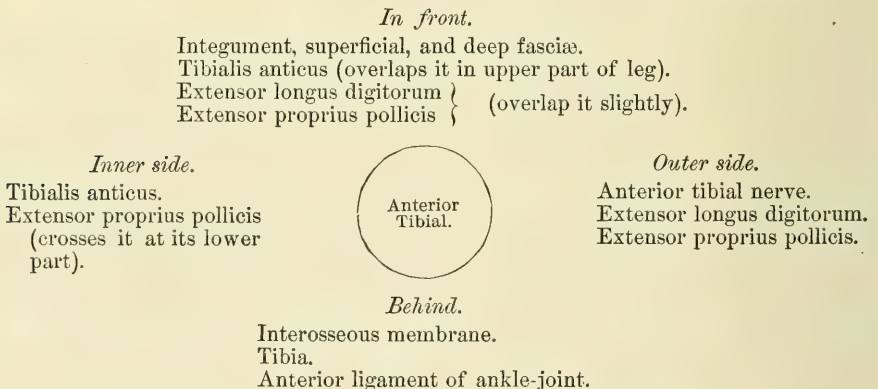 In front.
Integument, superficial, and deep fasciæ.
Tibialis anticus (overlaps it in upper part of leg).
Extensor longus digitorum } (overlap it slightly).
Extensor proprius pollicis
Inner side.
Tibialis anticus.
Extensor proprius pollicis
(crosses it at its lower
part).
Anterior
Tibial.
Outer side.
Anterior tibial nerve.
Extensor longus digitorum.
Extensor proprius pollicis.
Behind.
Interosseous membrane.
Tibia.
Anterior ligament of ankle-joint.